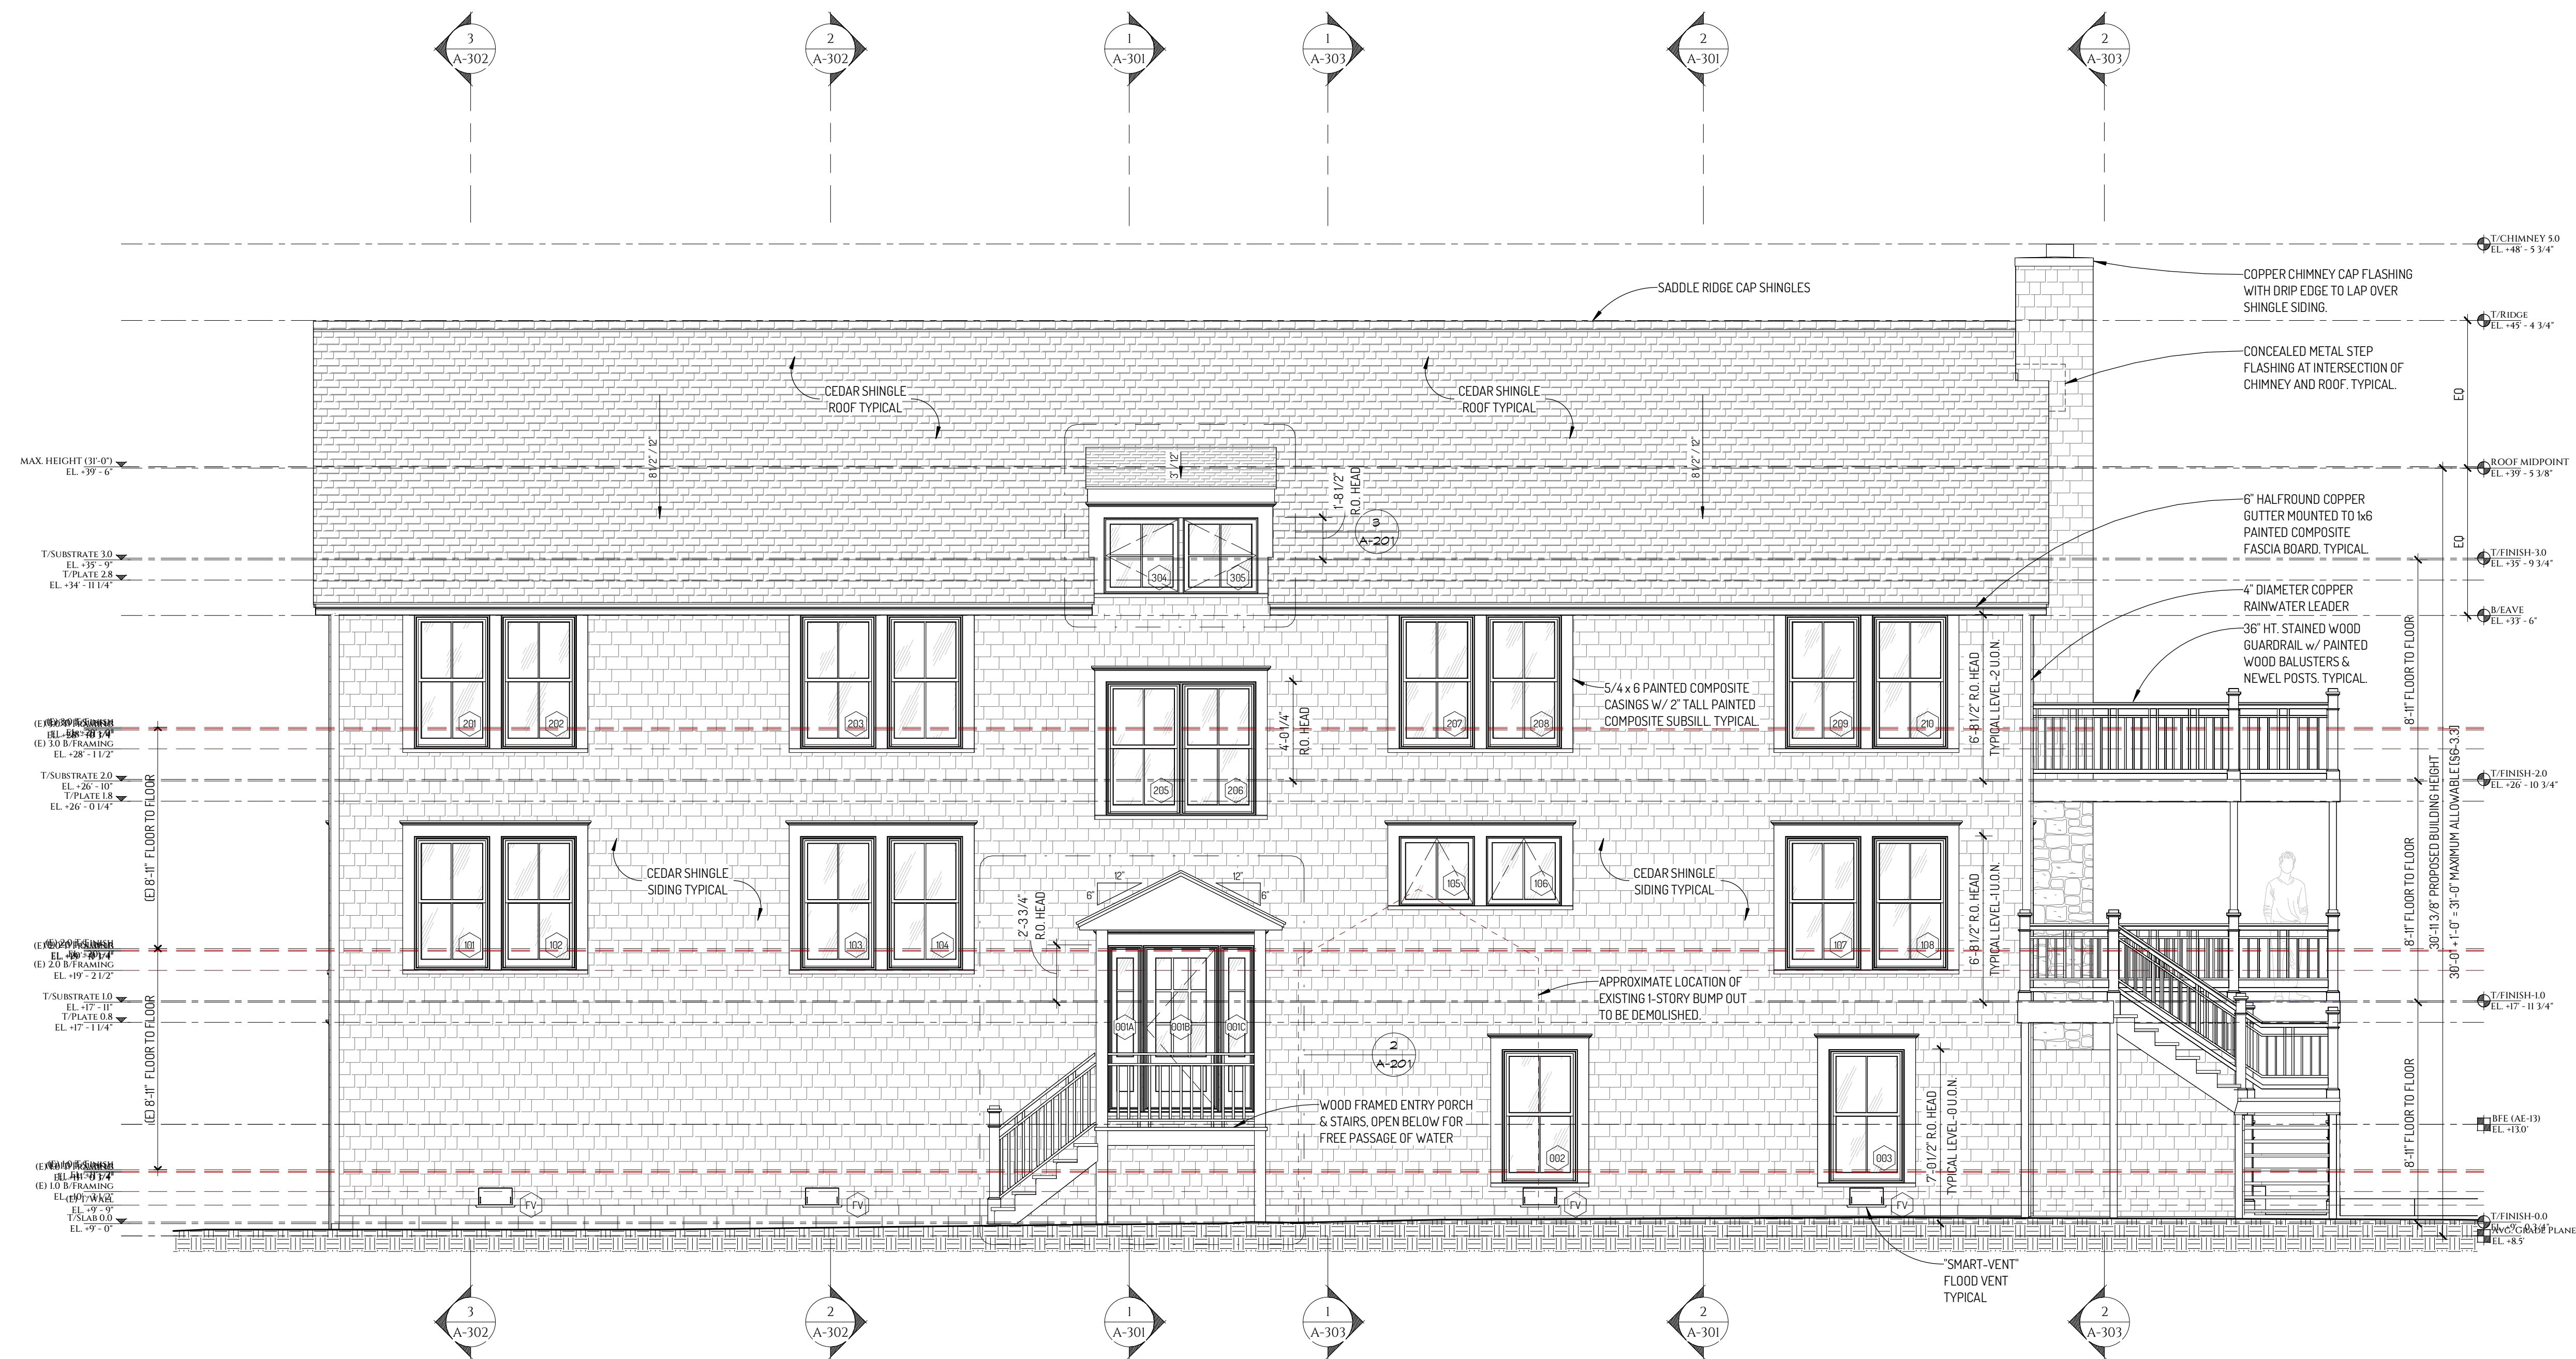 3
A-302
2
A-302
1
A-301
1
A-303
2
A-301
2
A-303
T/CHIMNEY 5.0
EL. +48' - 5 3/4"
COPPER CHIMNEY CAP FLASHING
WITH DRIP EDGE TO LAP OVER
SHINGLE SIDING.
SADDLE RIDGE CAP SHINGLES
T/RIDGE
EL. +45' - 4 3/4"
CONCEALED METAL STEP
FLASHING AT INTERSECTION OF
CHIMNEY AND ROOF. TYPICAL.
CEDAR SHINGLE
ROOF TYPICAL
CEDAR SHINGLE
ROOF TYPICAL
EQ
8 1/2" / 12"
3" / 12"
8 1/2" / 12"
MAX. HEIGHT (31'-0")
EL. +39' - 6"
ROOF MIDPOINT
EL. +39' - 5 3/8"
1'-8 1/2"
R.O. HEAD
3
A-201
6" HALFROUND COPPER
GUTTER MOUNTED TO 1x6
PAINTED COMPOSITE
FASCIA BOARD. TYPICAL.
EQ
T/SUBSTRATE 3.0
EL. +35' - 9"
T/PLATE 2.8
EL. +34' - 11 1/4"
T/FINISH-3.0
EL. +35' - 9 3/4"
304
305
4" DIAMETER COPPER
RAINWATER LEADER
B/EAVE
EL. +33' - 6"
36" HT. STAINED WOOD
GUARDRAIL w/ PAINTED
WOOD BALUSTERS &
NEWEL POSTS. TYPICAL.
8'-11" FLOOR TO FLOOR
6'-8 1/2" R.O. HEAD
TYPICAL LEVEL-2 U.O.N.
5/4 x 6 PAINTED COMPOSITE
CASINGS W/ 2" TALL PAINTED
COMPOSITE SUBSILL. TYPICAL.
201
202
203
207
208
209
210
4'-0 1/4"
R.O. HEAD
(E) 3.0 B/FRAMING
EL. +28' - 1 1/2"
T/SUBSTRATE 2.0
EL. +26' - 10"
T/PLATE 1.8
EL. +26' - 0 1/4"
T/FINISH-2.0
EL. +26' - 10 3/4"
205
206
(E) 8'-11" FLOOR TO FLOOR
CEDAR SHINGLE
SIDING TYPICAL
CEDAR SHINGLE
SIDING TYPICAL
12"
6"
12"
6"
105
106
2'-3 3/4"
R.O. HEAD
6'-8 1/2" R.O. HEAD
TYPICAL LEVEL-1 U.O.N.
8'-11" FLOOR TO FLOOR
30'-11 3/8" PROPOSED BUILDING HEIGHT
30'-0" + 1'-0" = 31'-0" MAXIMUM ALLOWABLE [§6-3.3]
101
102
103
104
107
108
(E) 2.0 B/FRAMING
EL. +19' - 2 1/2"
T/SUBSTRATE 1.0
EL. +17' - 11"
T/PLATE 0.8
EL. +17' - 1 1/4"
T/FINISH-1.0
EL. +17' - 11 3/4"
APPROXIMATE LOCATION OF
EXISTING 1-STORY BUMP OUT
TO BE DEMOLISHED.
001A
001B
001C
2
A-201
(E) 8'-11" FLOOR TO FLOOR
WOOD FRAMED ENTRY PORCH
& STAIRS, OPEN BELOW FOR
FREE PASSAGE OF WATER
7'-0 1/2" R.O. HEAD
TYPICAL LEVEL-0 U.O.N.
8'-11" FLOOR TO FLOOR
BFE (AE-13)
EL. +13.0'
002
003
(E) 1.0 B/FRAMING
EL. +10' - 3 1/2"
(E) T/WALL
EL. +9' - 9"
T/SLAB 0.0
EL. +9' - 0"
FV
FV
FV
FV
T/FINISH-0.0
EL. +9' - 0 3/4"
AVG. GRADE PLANE
EL. +8.5'
"SMART-VENT"
FLOOD VENT
TYPICAL
3
A-302
2
A-302
1
A-301
1
A-303
2
A-301
2
A-303